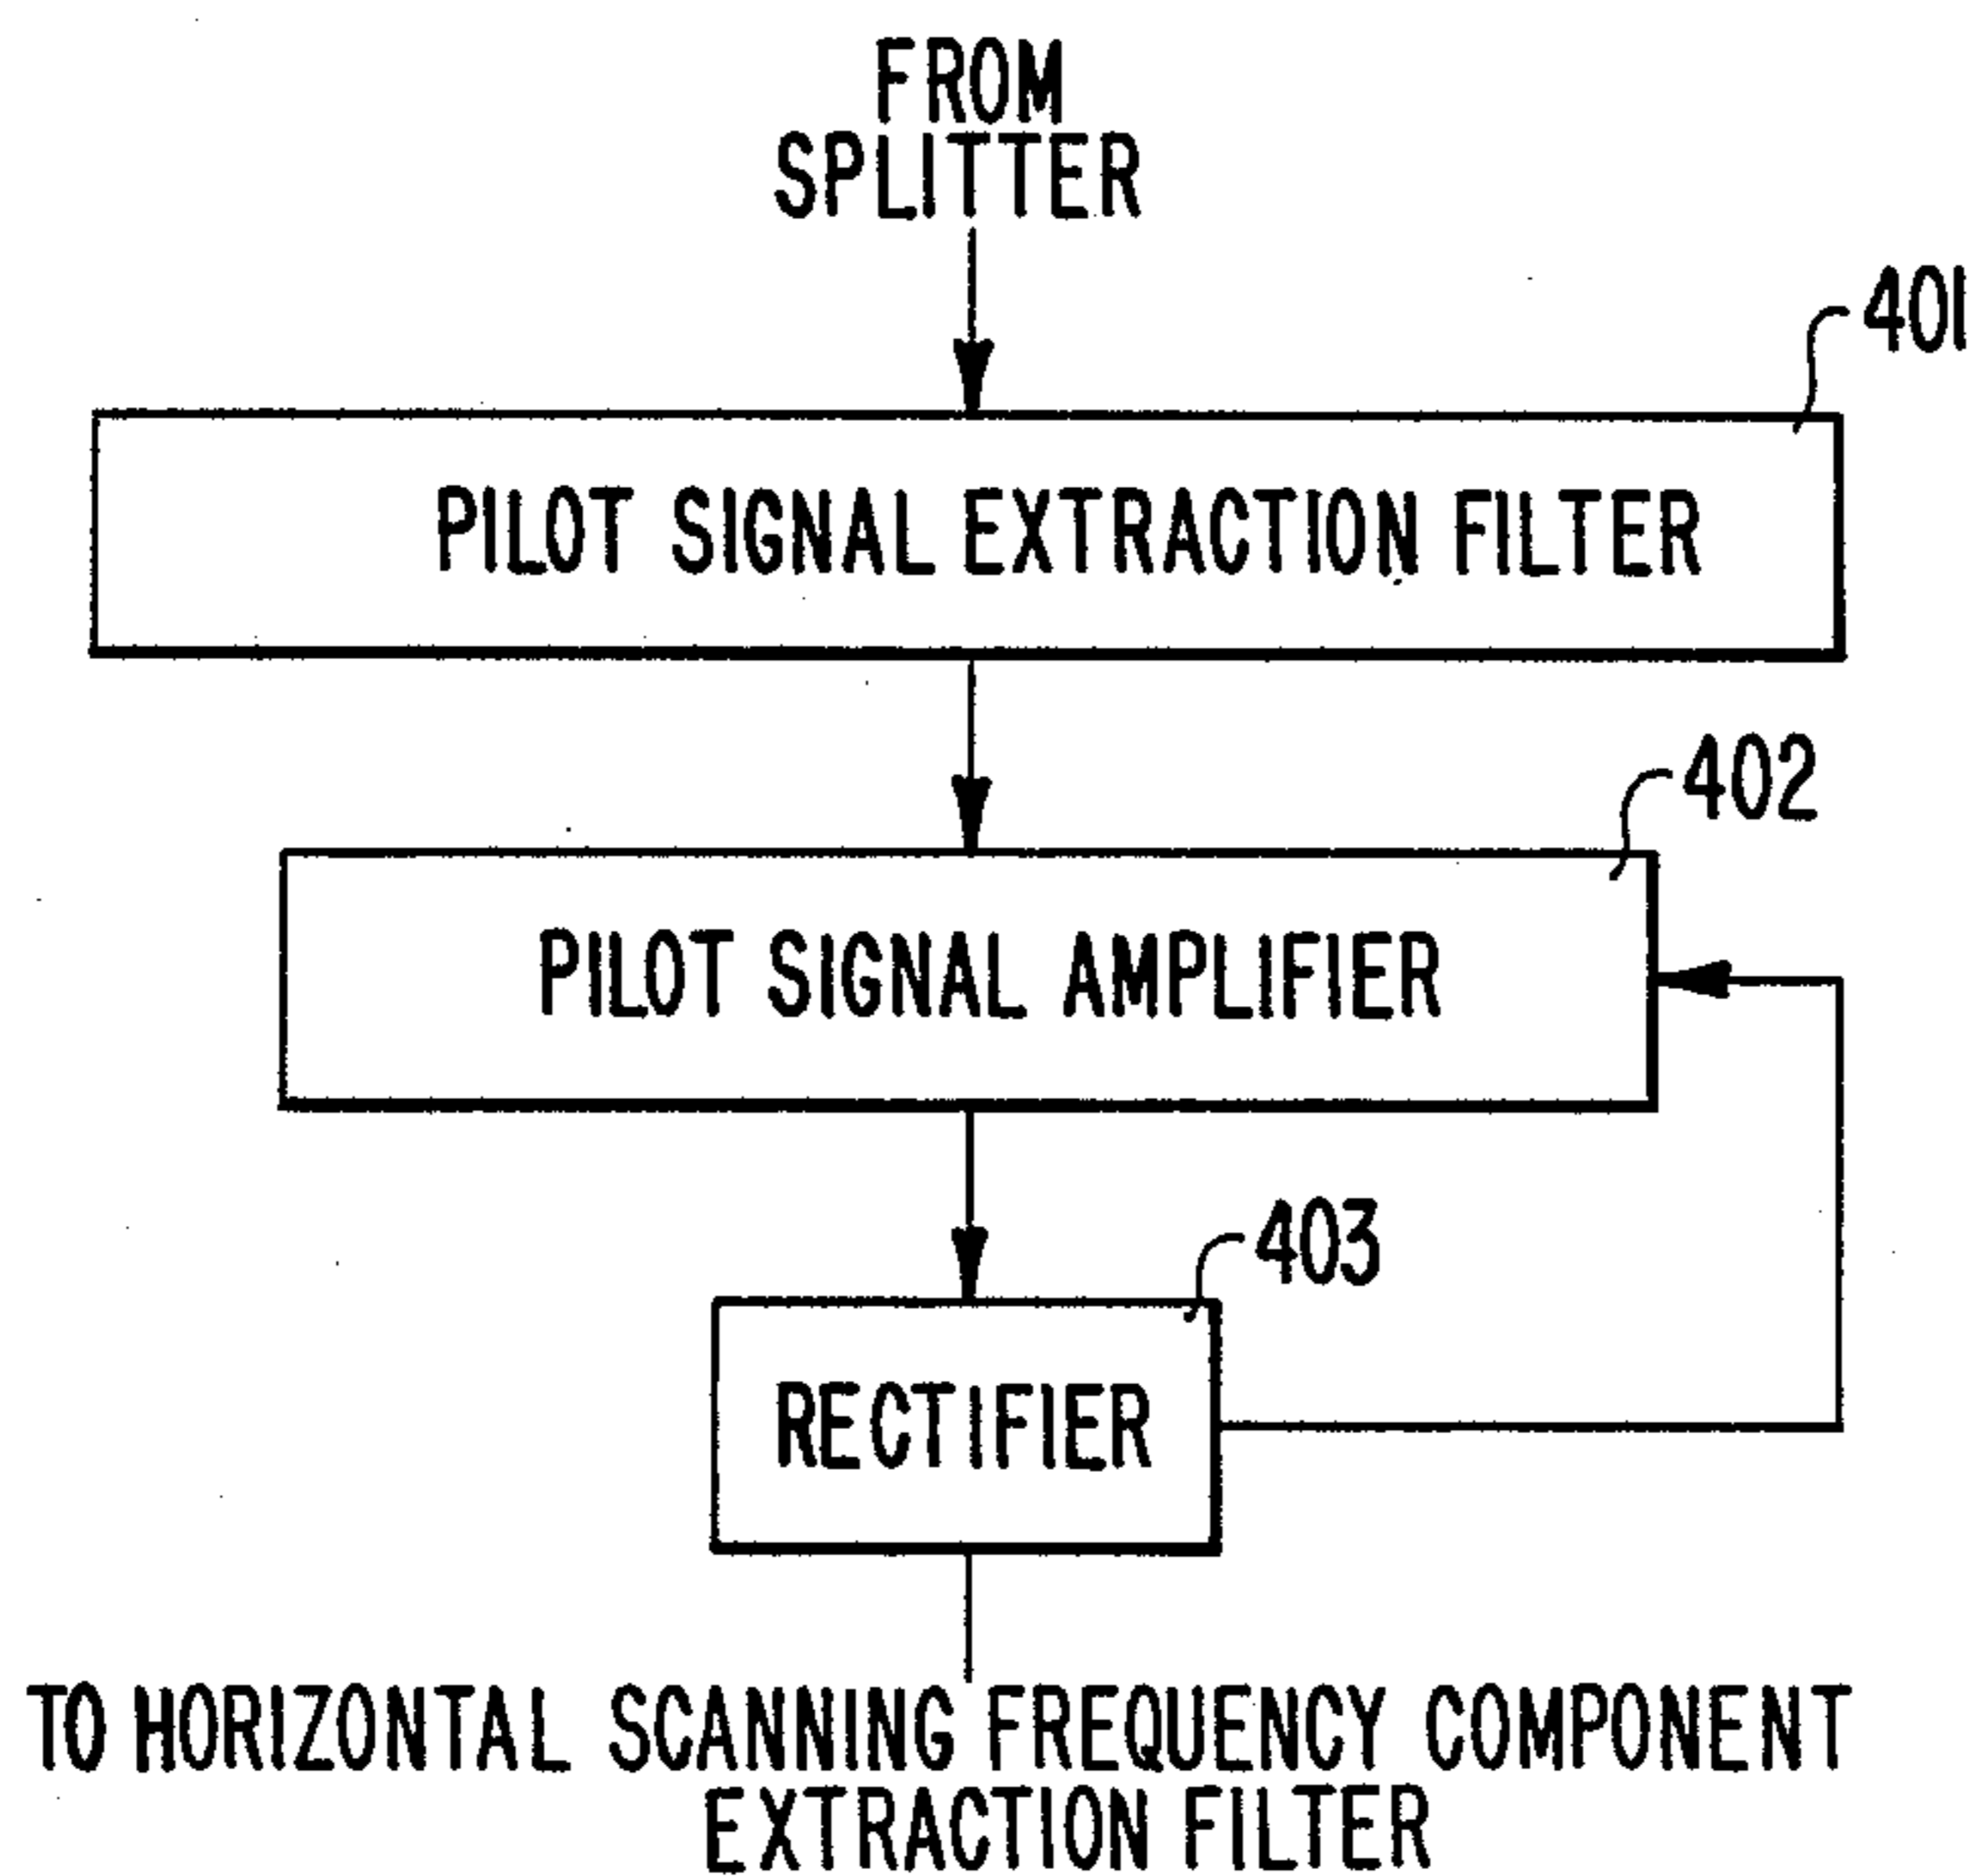 FROM
SPLITTER
401
PILOT SIGNAL EXTRACTION FILTER
402
PILOT SIGNAL AMPLIFIER
403
RECTIFIER
TO HORIZONTAL SCANNING FREQUENCY COMPONENT
EXTRACTION FILTER